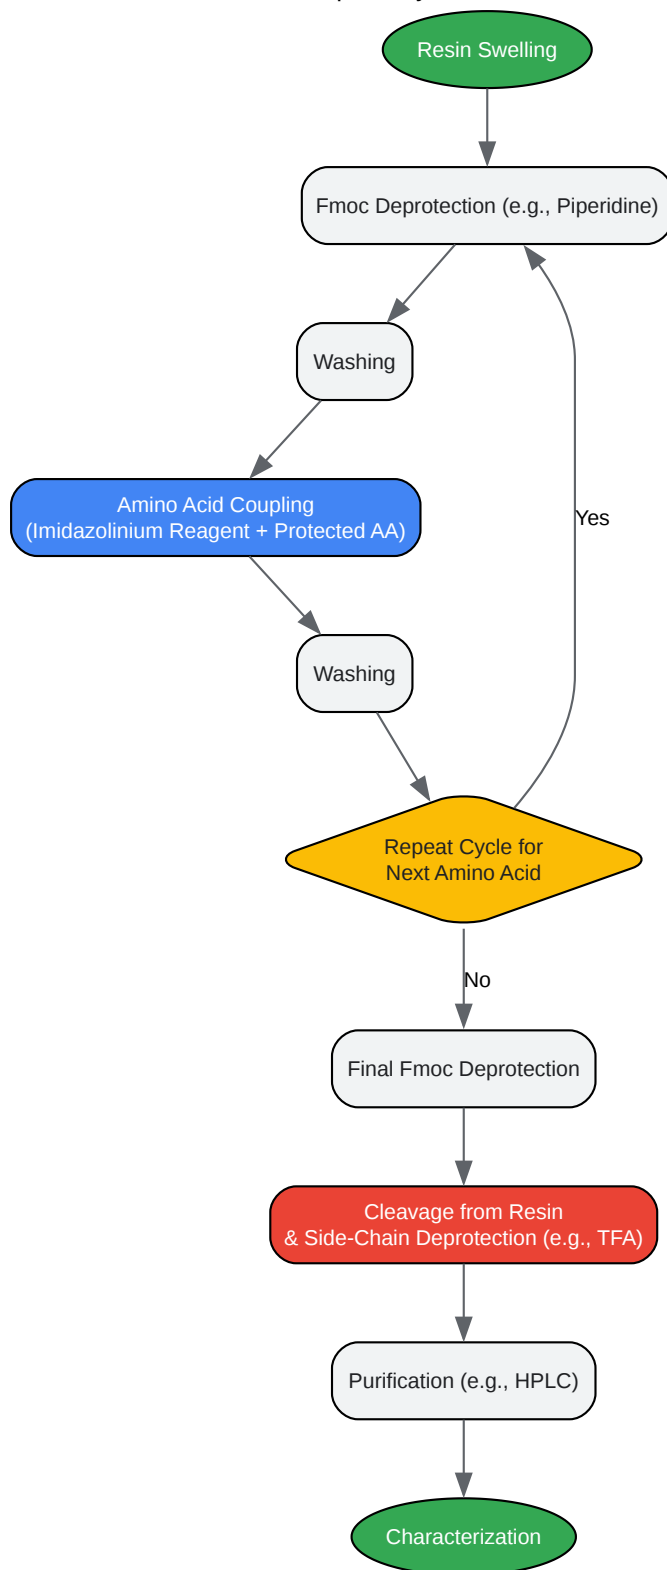 Resin Swelling
Fmoc Deprotection (e.g., Piperidine)
Washing
Amino Acid Coupling
(Imidazolinium Reagent + Protected AA)
Yes
Washing
Repeat Cycle for
Next Amino Acid
No
Final Fmoc Deprotection
Cleavage from Resin
& Side-Chain Deprotection (e.g., TFA)
Purification (e.g., HPLC)
Characterization